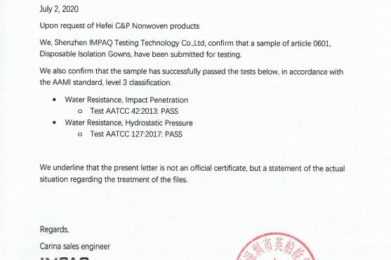 July 2, 2020
Upon request of Hefei C&P Nonwoven products
We, Shenzhen IMPAQ Testing Technology Co.,Ltd, confirm that a sample of article 0601,
Disposable Isolation Gowns, have been submitted for testing.
We also confirm that the sample has successfully passed the tests below, in accordance with
the AAMI standard, level 3 classification.
• Water Resistance, Impact Penetration
o Test AATCC 42:2013: PASS
• Water Resistance, Hydrostatic Pressure
o Test AATCC 127:2017: PASS
We underline that the present letter is not an official certificate, but a statement of the actual
situation regarding the treatment of the files.
Regards,
Carina sales engineer
IMPAQ
圳市英柏检